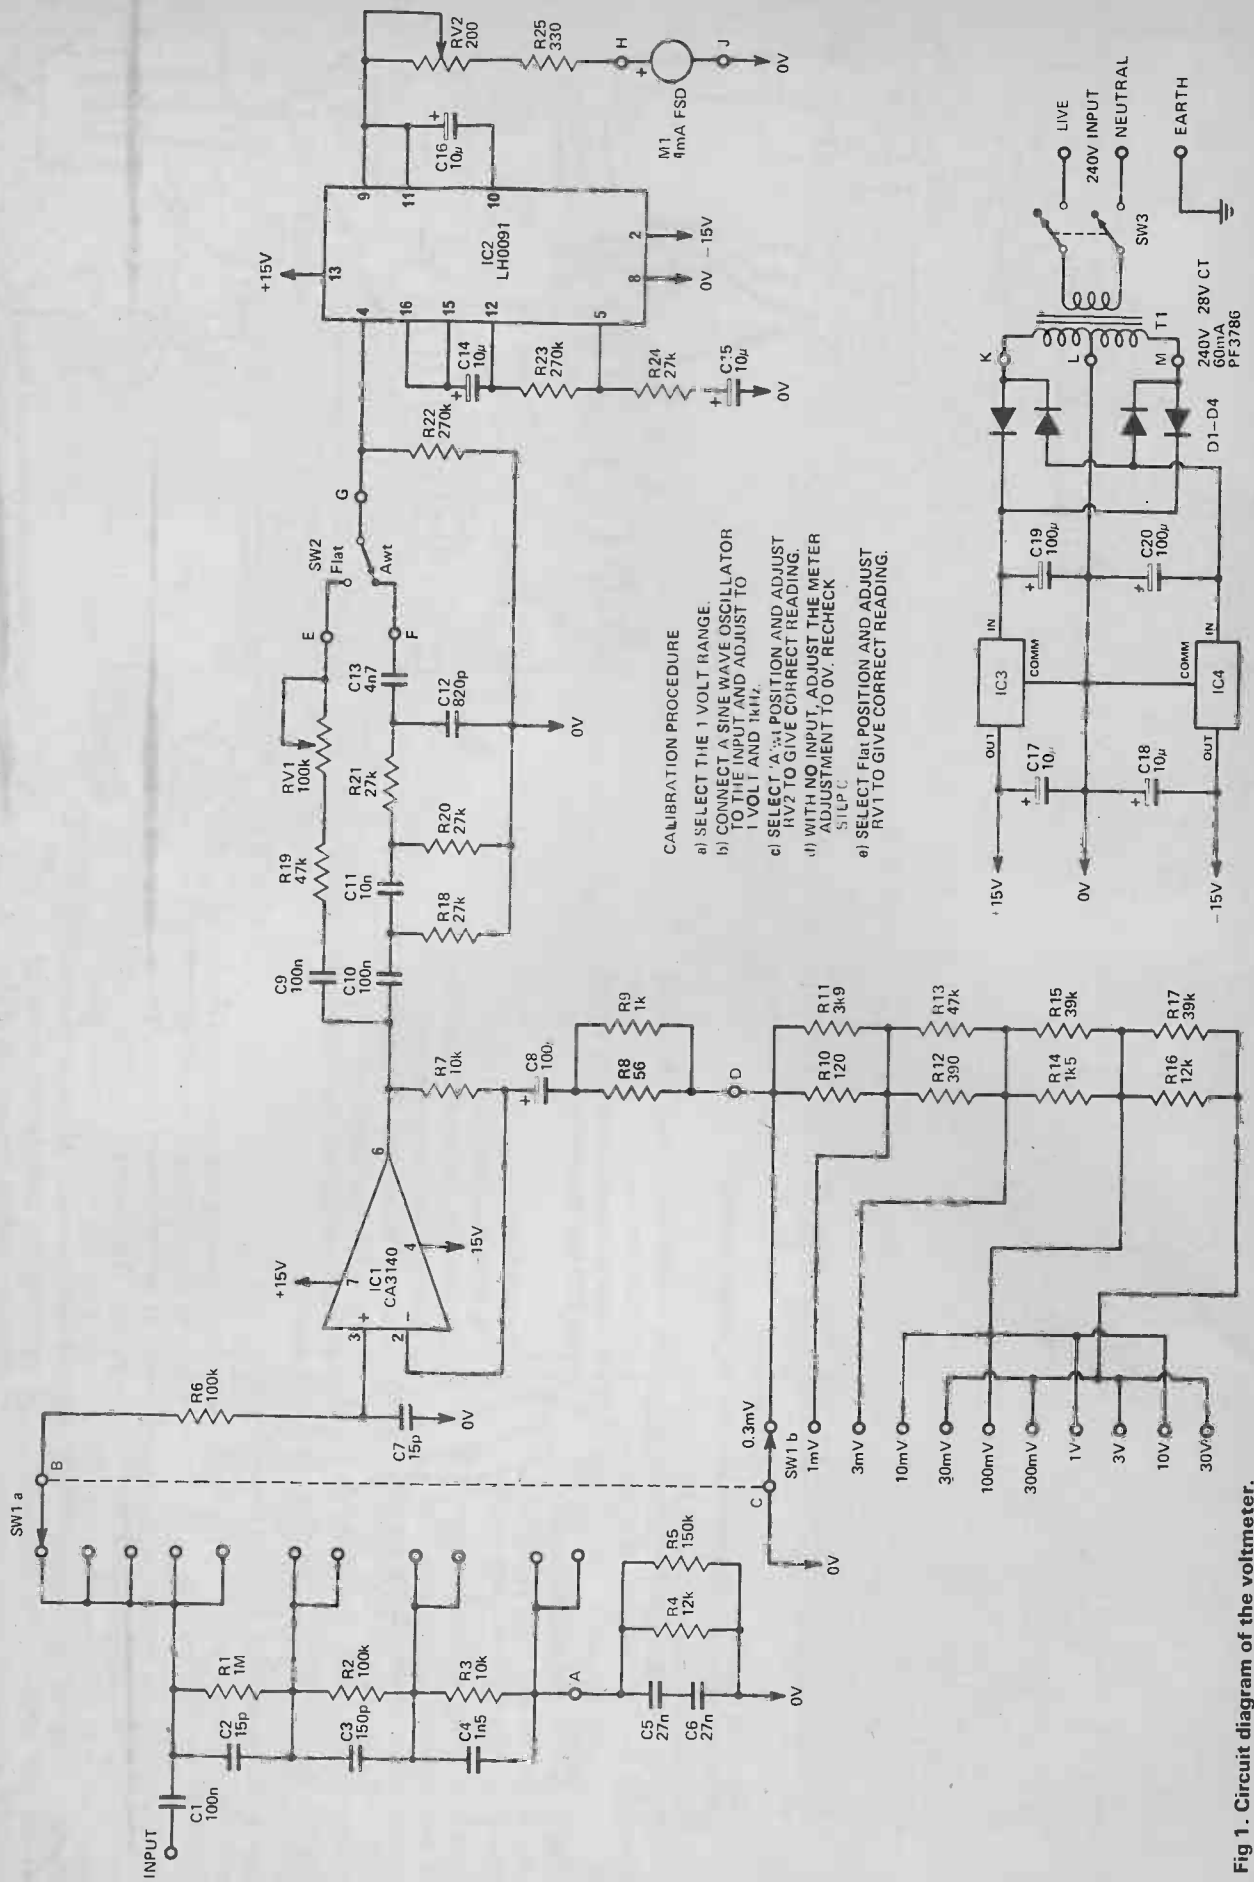 INPUT
C1
100n
C2
15p
R1
1M
C3
150p
R2
100k
C4
1n5
R3
10k
A
C5
27n
C6
27n
R4
12k
R5
150k
0V
SW1 a
B
R6
100k
C7
15p
0V
C
0V
SW1 b
0.3mV
1mV
3mV
10mV
30mV
100mV
300mV
1V
3V
10V
30V
+15V
7
3
+
2
−
IC1
CA3140
4
-15V
6
R7
10k
C8
100
+
R8
56
R9
1k
D
R10
120
R11
3k9
R12
390
R13
47k
R14
1k5
R15
39k
R16
12k
R17
39k
C9
100n
C10
100n
R19
47k
RV1
100k
C11
10n
R18
27k
R20
27k
R21
27k
C12
820p
C13
4n7
0V
E
F
SW2
Flat
Awt
G
R22
270k
+15V
13
4
16
15
12
5
9
11
10
8
2
IC2
LH0091
0V
−15V
+
C14
10µ
R23
270k
R24
27k
+
C15
10µ
0V
C16
10µ
+
RV2
200
R25
330
H
+
M1
1mA FSD
J
0V
CALIBRATION PROCEDURE
a) SELECT THE 1 VOLT RANGE.
b) CONNECT A SINE WAVE OSCILLATOR
TO THE INPUT AND ADJUST TO
1 VOLT AND 1kHz.
c) SELECT 'A' wt POSITION AND ADJUST
RV2 TO GIVE CORRECT READING.
d) WITH NO INPUT, ADJUST THE METER
ADJUSTMENT TO 0V. RECHECK
e) SELECT Flat POSITION AND ADJUST
RV1 TO GIVE CORRECT READING.
+15V
0V
−15V
OUT
IC3
IN
COMM
C17
10µ
+
C18
10µ
+
OUT
IC4
IN
COMM
C19
100µ
+
C20
100µ
+
D1–D4
K
L
M
T1
240V 28V CT
60mA
PF3786
SW3
LIVE
240V INPUT
NEUTRAL
EARTH
Fig 1. Circuit diagram of the voltmeter.